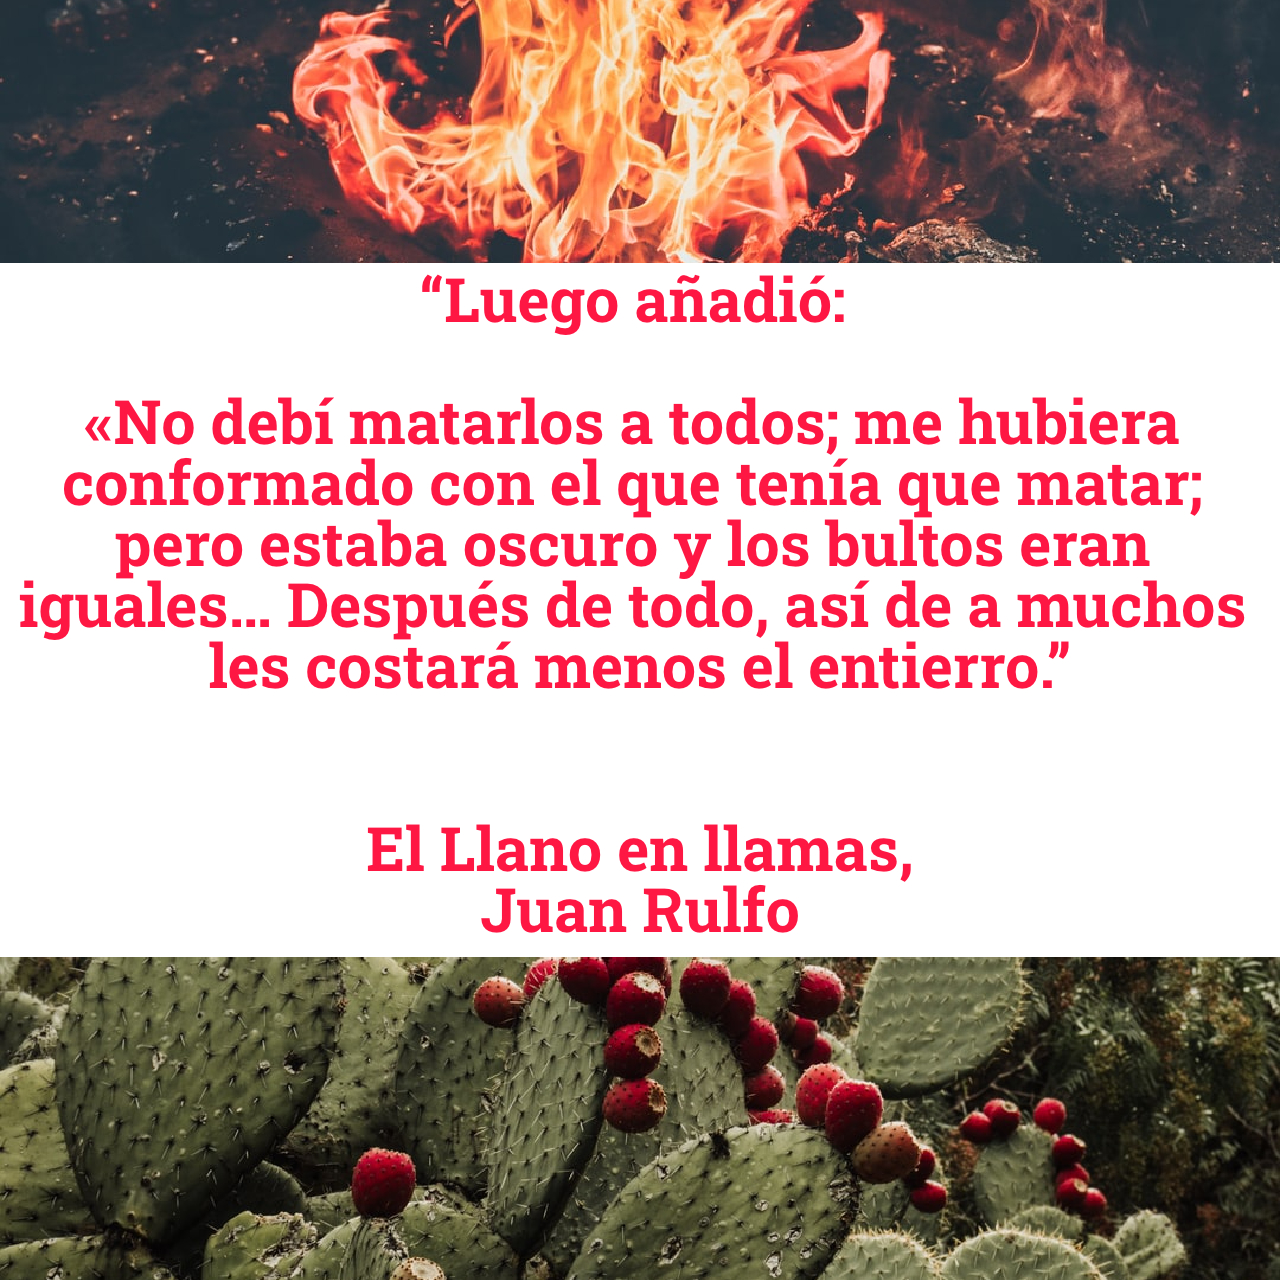 “Luego añadió:
«No debí matarlos a todos; me hubiera
conformado con el que tenía que matar;
pero estaba oscuro y los bultos eran
iguales... Después de todo, así de a muchos
les costará menos el entierro.”
El Llano en llamas,
Juan Rulfo